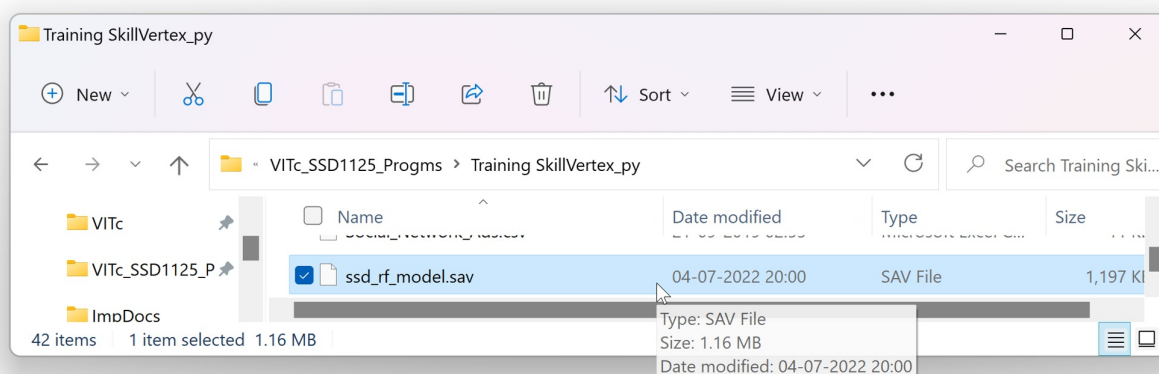 Training SkillVertex_py
New Sort View
« VITc_SSD1125_Progms > Training SkillVertex_py Search Training Ski...
Name Date modified Type Size
VITc
VITc_SSD1125_P
ssd_rf_model.sav 04-07-2022 20:00 SAV File 1,197 KB
ImpDocs
Type: SAV File
Size: 1.16 MB
Date modified: 04-07-2022 20:00
42 items 1 item selected 1.16 MB